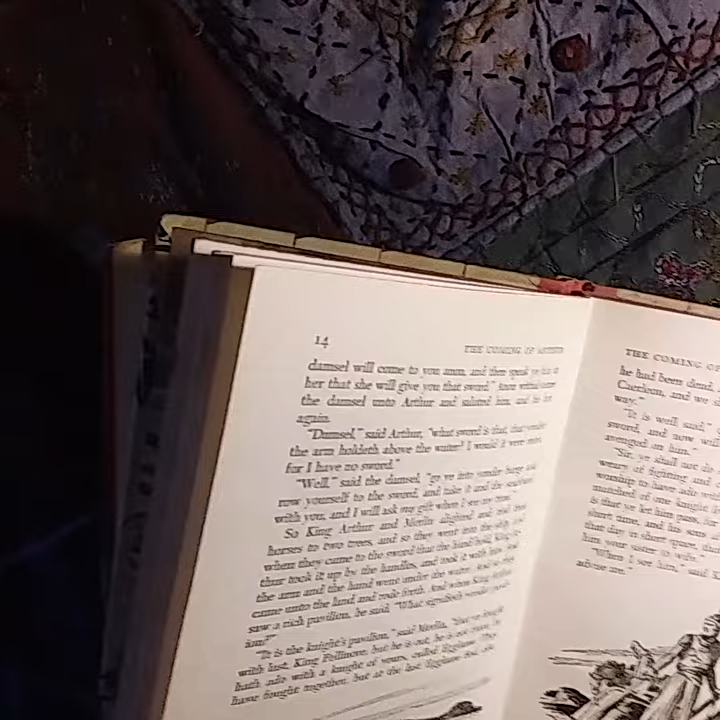 14
THE COMING OF ARTHUR
damsel will come to you anon, and then speak ye fair to
her that she will give you that sword." Anon withal came
the damsel unto Arthur and saluted him, and he her
again.
"Damsel," said Arthur, "what sword is that, that yonder
the arm holdeth above the water? I would it were mine,
for I have no sword."
"Well," said the damsel, "go ye into yonder barge and
row yourself to the sword, and take it and the scabbard
with you, and I will ask my gift when I see my time."
So King Arthur and Merlin alighted and tied their
horses to two trees, and so they went into the ship, and
when they came to the sword that the hand held, King Ar-
thur took it up by the handles, and took it with him, and
the arm and the hand went under the water. And so they
came unto the land and rode forth. And when King Arthur
saw a rich pavilion, he said, "What signifieth yonder pavil-
ion?"
"It is the knight's pavilion," said Merlin, "that ye fought
with last, King Pellinore, but he is out, he is not there; he
hath ado with a knight of yours, called Egglame. They
have fought together, but at the last Egglame fled, else
THE COMING OF
he had been dead,
Caerleon, and we s
way."
"It is well said,"
sword, and now will
avenged on him."
"Sir, ye shall not do
weary of fighting and
worship to have ado with
matched of one knight
is that ye let him pass, for
short time, and his sons
that day in short space, that
him your sister to wife."
"When I see him," said K
advise me."